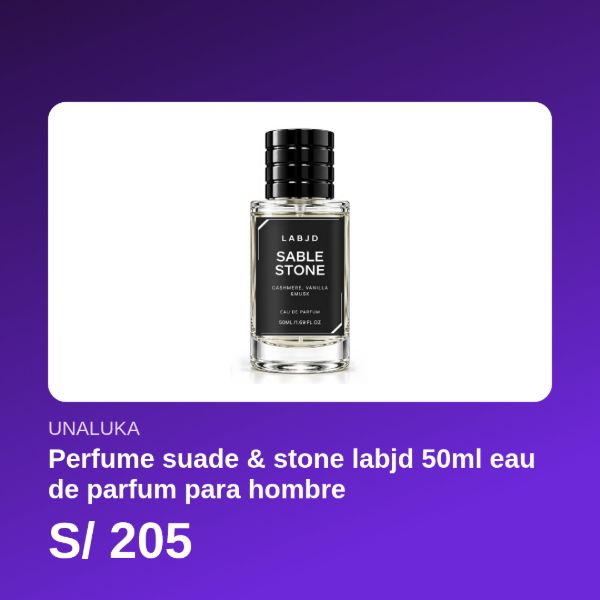 LABJD
SABLE
STONE
CASHMERE, VANILLA
&MUSK
EAU DE PARFUM
50ML /1.69 FL OZ
UNALUKA
Perfume suade & stone labjd 50ml eau
de parfum para hombre
S/ 205